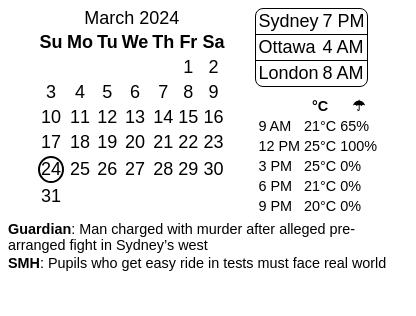 March 2024
Su Mo Tu We Th Fr Sa
1 2
3 4 5 6 7 8 9
10 11 12 13 14 15 16
17 18 19 20 21 22 23
24 25 26 27 28 29 30
31
Sydney 7 PM
Ottawa 4 AM
London 8 AM
°C ☂
9 AM 21°C 65%
12 PM 25°C 100%
3 PM 25°C 0%
6 PM 21°C 0%
9 PM 20°C 0%
Guardian: Man charged with murder after alleged pre-
arranged fight in Sydney’s west
SMH: Pupils who get easy ride in tests must face real world